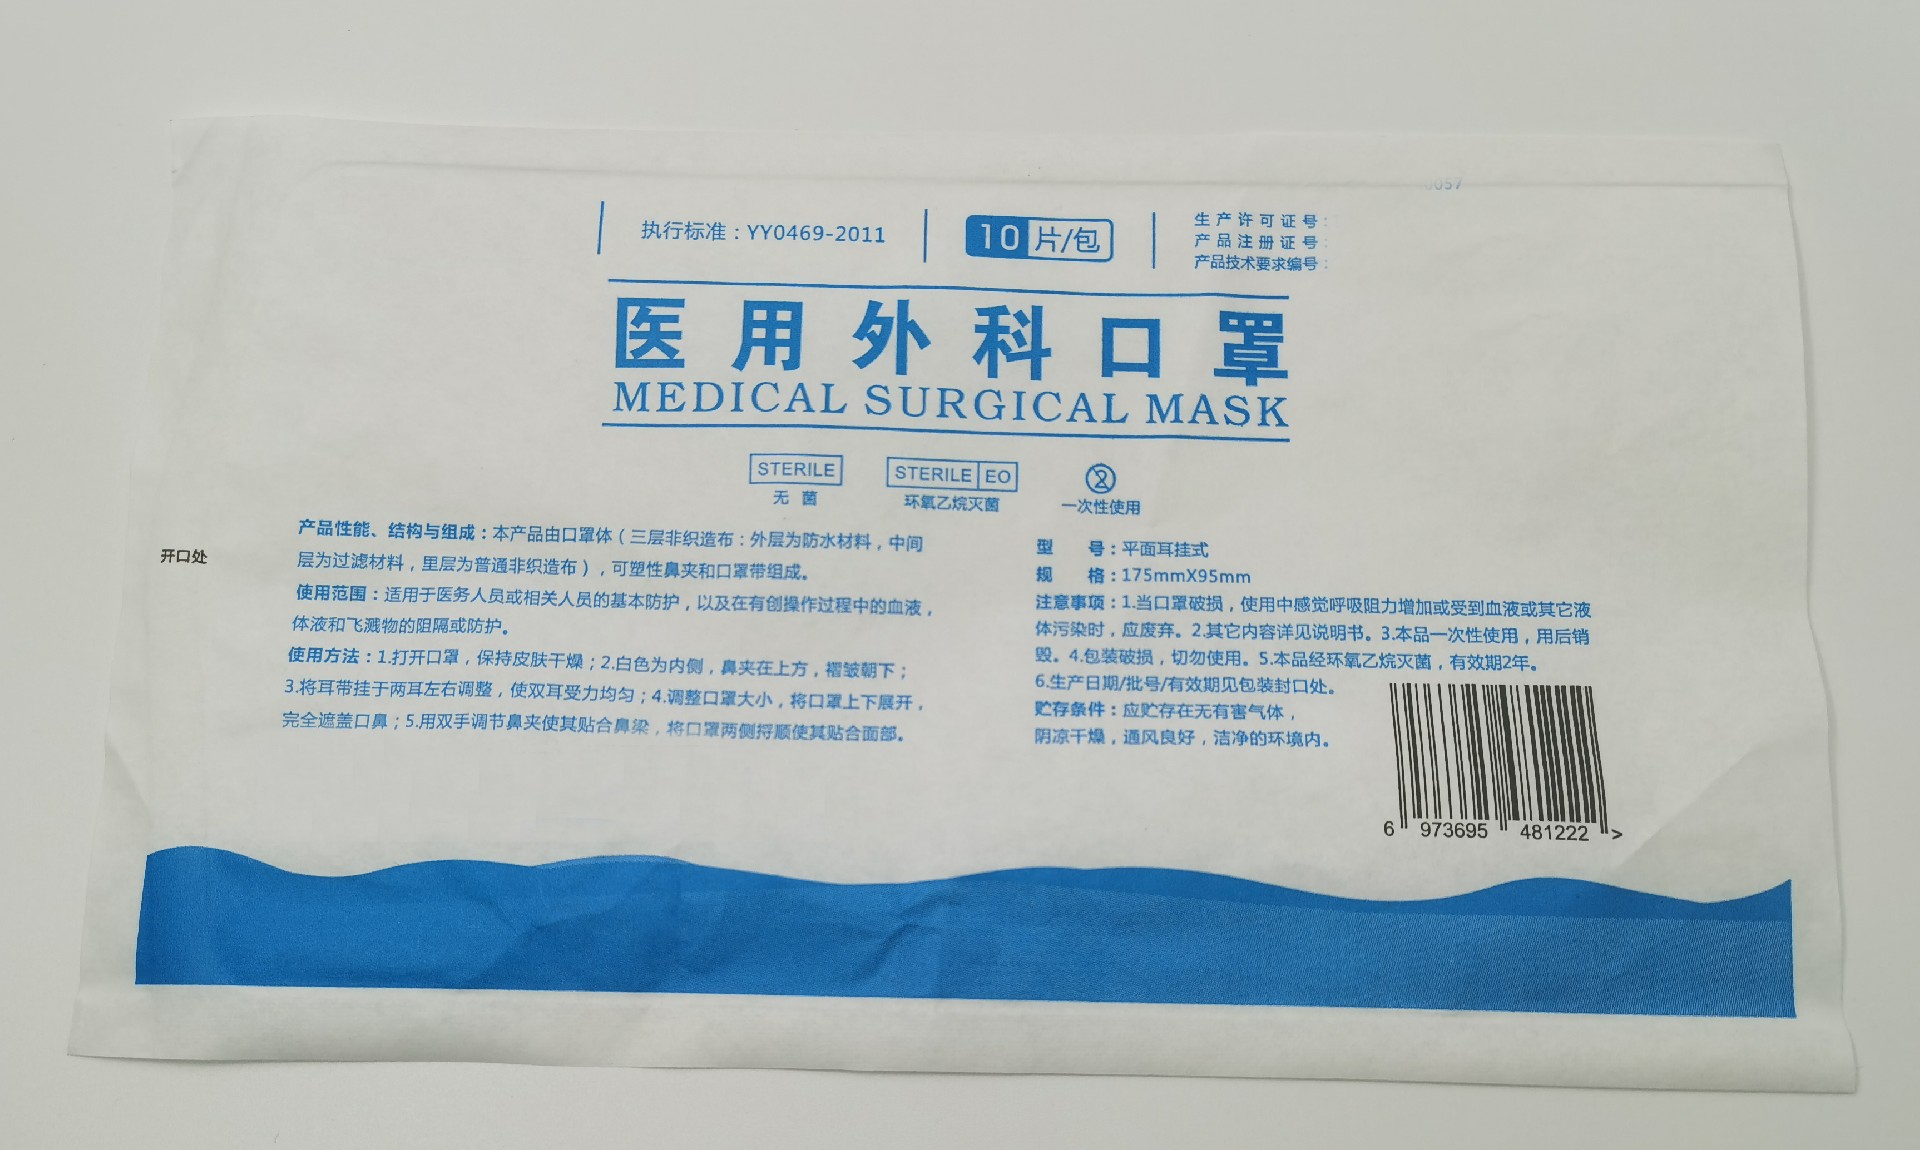 057
执行标准：YY0469-2011
10 片/包
生产许可证号：
产品注册证号：
产品技术要求编号：
医用外科口罩
MEDICAL SURGICAL MASK
STERILE
无菌
STERILE EO
环氧乙烷灭菌
2
一次性使用
开口处
产品性能、结构与组成：本产品由口罩体（三层非织造布：外层为防水材料，中间
层为过滤材料，里层为普通非织造布），可塑性鼻夹和口罩带组成。
使用范围：适用于医务人员或相关人员的基本防护，以及在有创操作过程中的血液，
体液和飞溅物的阻隔或防护。
使用方法：1.打开口罩，保持皮肤干燥；2.白色为内侧，鼻夹在上方，褶皱朝下；
3.将耳带挂于两耳左右调整，使双耳受力均匀；4.调整口罩大小，将口罩上下展开，
完全遮盖口鼻；5.用双手调节鼻夹使其贴合鼻梁，将口罩两侧捋顺使其贴合面部。
型号：平面耳挂式
规格：175mmX95mm
注意事项：1.当口罩破损，使用中感觉呼吸阻力增加或受到血液或其它液
体污染时，应废弃。2.其它内容详见说明书。3.本品一次性使用，用后销
毁。4.包装破损，切勿使用。5.本品经环氧乙烷灭菌，有效期2年。
6.生产日期/批号/有效期见包装封口处。
贮存条件：应贮存在无有害气体，
阴凉干燥，通风良好，洁净的环境内。
6 973695 481222 >